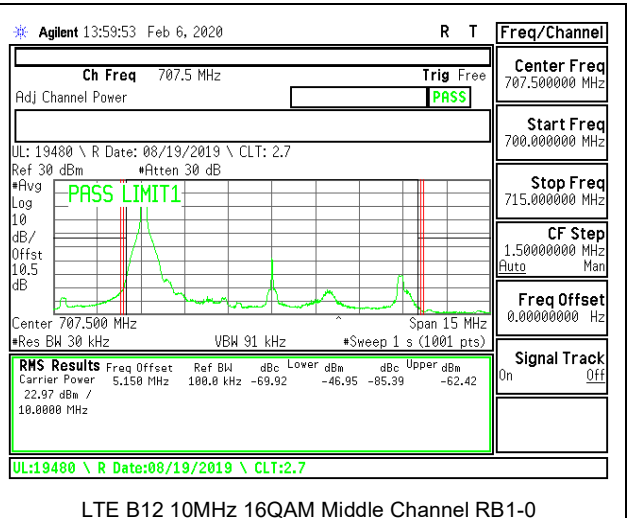 Agilent 13:59:53 Feb 6, 2020 R T
Freq/Channel
Ch Freq 707.5 MHz Trig Free
Adj Channel Power PASS
Center Freq
707.500000 MHz
Start Freq
700.000000 MHz
Stop Freq
715.000000 MHz
CF Step
1.50000000 MHz
Auto Man
Freq Offset
0.00000000 Hz
Signal Track
On Off
UL: 19480 \ R Date: 08/19/2019 \ CLT: 2.7
Ref 30 dBm #Atten 30 dB
#Avg
Log
10
dB/
Offst
10.5
dB
PASS LIMIT1
Center 707.500 MHz Span 15 MHz
#Res BW 30 kHz VBW 91 kHz #Sweep 1 s (1001 pts)
RMS Results Freq Offset Ref BW dBc Lower dBm dBc Upper dBm
Carrier Power 5.150 MHz 100.0 kHz -69.92 -46.95 -85.39 -62.42
22.97 dBm /
10.0000 MHz
UL:19480 \ R Date:08/19/2019 \ CLT:2.7
LTE B12 10MHz 16QAM Middle Channel RB1-0